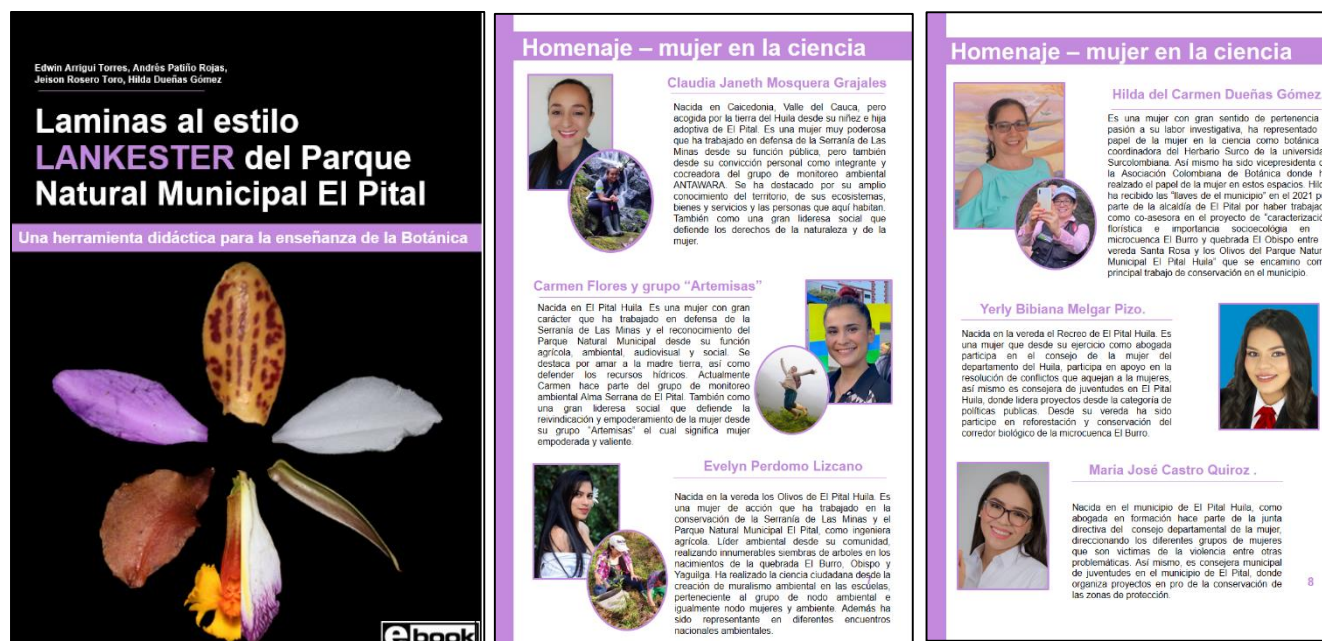 Edwin Arrigui Torres, Andrés Patiño Rojas,
Jeison Rosero Toro, Hilda Dueñas Gómez
Laminas al estilo
LANKESTER del Parque
Natural Municipal El Pital
Una herramienta didáctica para la enseñanza de la Botánica
ebook
Homenaje – mujer en la ciencia
Claudia Janeth Mosquera Grajales
Nacida en Caicedonia, Valle del Cauca, pero
acogida por la tierra del Huila desde su niñez e hija
adoptiva de El Pital. Es una mujer muy poderosa
que ha trabajado en defensa de la Serranía de Las
Minas desde su función pública, pero también
desde su convicción personal como integrante y
cocreadora del grupo de monitoreo ambiental
ANTAWARA. Se ha destacado por su amplio
conocimiento del territorio, de sus ecosistemas,
bienes y servicios y las personas que aquí habitan.
También como una gran lideresa social que
defiende los derechos de la naturaleza y de la
mujer.
Carmen Flores y grupo “Artemisas”
Nacida en El Pital Huila. Es una mujer con gran
carácter que ha trabajado en defensa de la
Serranía de Las Minas y el reconocimiento del
Parque Natural Municipal desde su función
agrícola, ambiental, audiovisual y social. Se
destaca por amar a la madre tierra, así como
defender los recursos hídricos. Actualmente
Carmen hace parte del grupo de monitoreo
ambiental Alma Serrana de El Pital. También como
una gran lideresa social que defiende la
reivindicación y empoderamiento de la mujer desde
su grupo “Artemisas” el cual significa mujer
empoderada y valiente.
Evelyn Perdomo Lizcano
Nacida en la vereda los Olivos de El Pital Huila. Es
una mujer de acción que ha trabajado en la
conservación de la Serranía de Las Minas y el
Parque Natural Municipal El Pital, como ingeniera
agrícola. Líder ambiental desde su comunidad,
realizando innumerables siembras de arboles en los
nacimientos de la quebrada El Burro, Obispo y
Yaguilga. Ha realizado la ciencia ciudadana desde la
creación de muralismo ambiental en las escuelas,
perteneciente al grupo de nodo ambiental e
igualmente nodo mujeres y ambiente. Además ha
sido representante en diferentes encuentros
nacionales ambientales.
Homenaje – mujer en la ciencia
Hilda del Carmen Dueñas Gómez
Es una mujer con gran sentido de pertenencia
pasión a su labor investigativa, ha representado
papel de la mujer en la ciencia como botánica
coordinadora del Herbario Surco de la
Surcolombiana. Así mismo ha sido vicepresidenta
la Asociación Colombiana de Botánica donde
realzado el papel de la mujer en estos espacios.
ha recibido las "llaves de el municipio" en el 2021
parte de la alcaldía de El Pital por haber
como co-asesora en el proyecto de
florística e importancia socioecológia en
microcuenca El Burro y quebrada El Obispo entre
vereda Santa Rosa y los Olivos del Parque
Municipal El Pital Huila" que se encamino
principal trabajo de conservación en el municipio.
Yerly Bibiana Melgar Pizo.
Nacida en la vereda el Recreo de El Pital Huila. Es
una mujer que desde su ejercicio como abogada
participa en el consejo de la mujer del
departamento del Huila, participa en apoyo en la
resolución de conflictos que aquejan a la mujeres,
así mismo es consejera de juventudes en El Pital
Huila, donde lidera proyectos desde la categoría de
políticas publicas. Desde su vereda ha sido
participe en reforestación y conservación del
corredor biológico de la microcuenca El Burro.
Maria José Castro Quiroz .
Nacida en el municipio de El Pital Huila, como
abogada en formación hace parte de la junta
directiva del consejo departamental de la mujer,
direccionando los diferentes grupos de mujeres
que son victimas de la violencia entre otras
problemáticas. Así mismo, es consejera municipal
de juventudes en el municipio de El Pital, donde
organiza proyectos en pro de la conservación de
las zonas de protección.
8